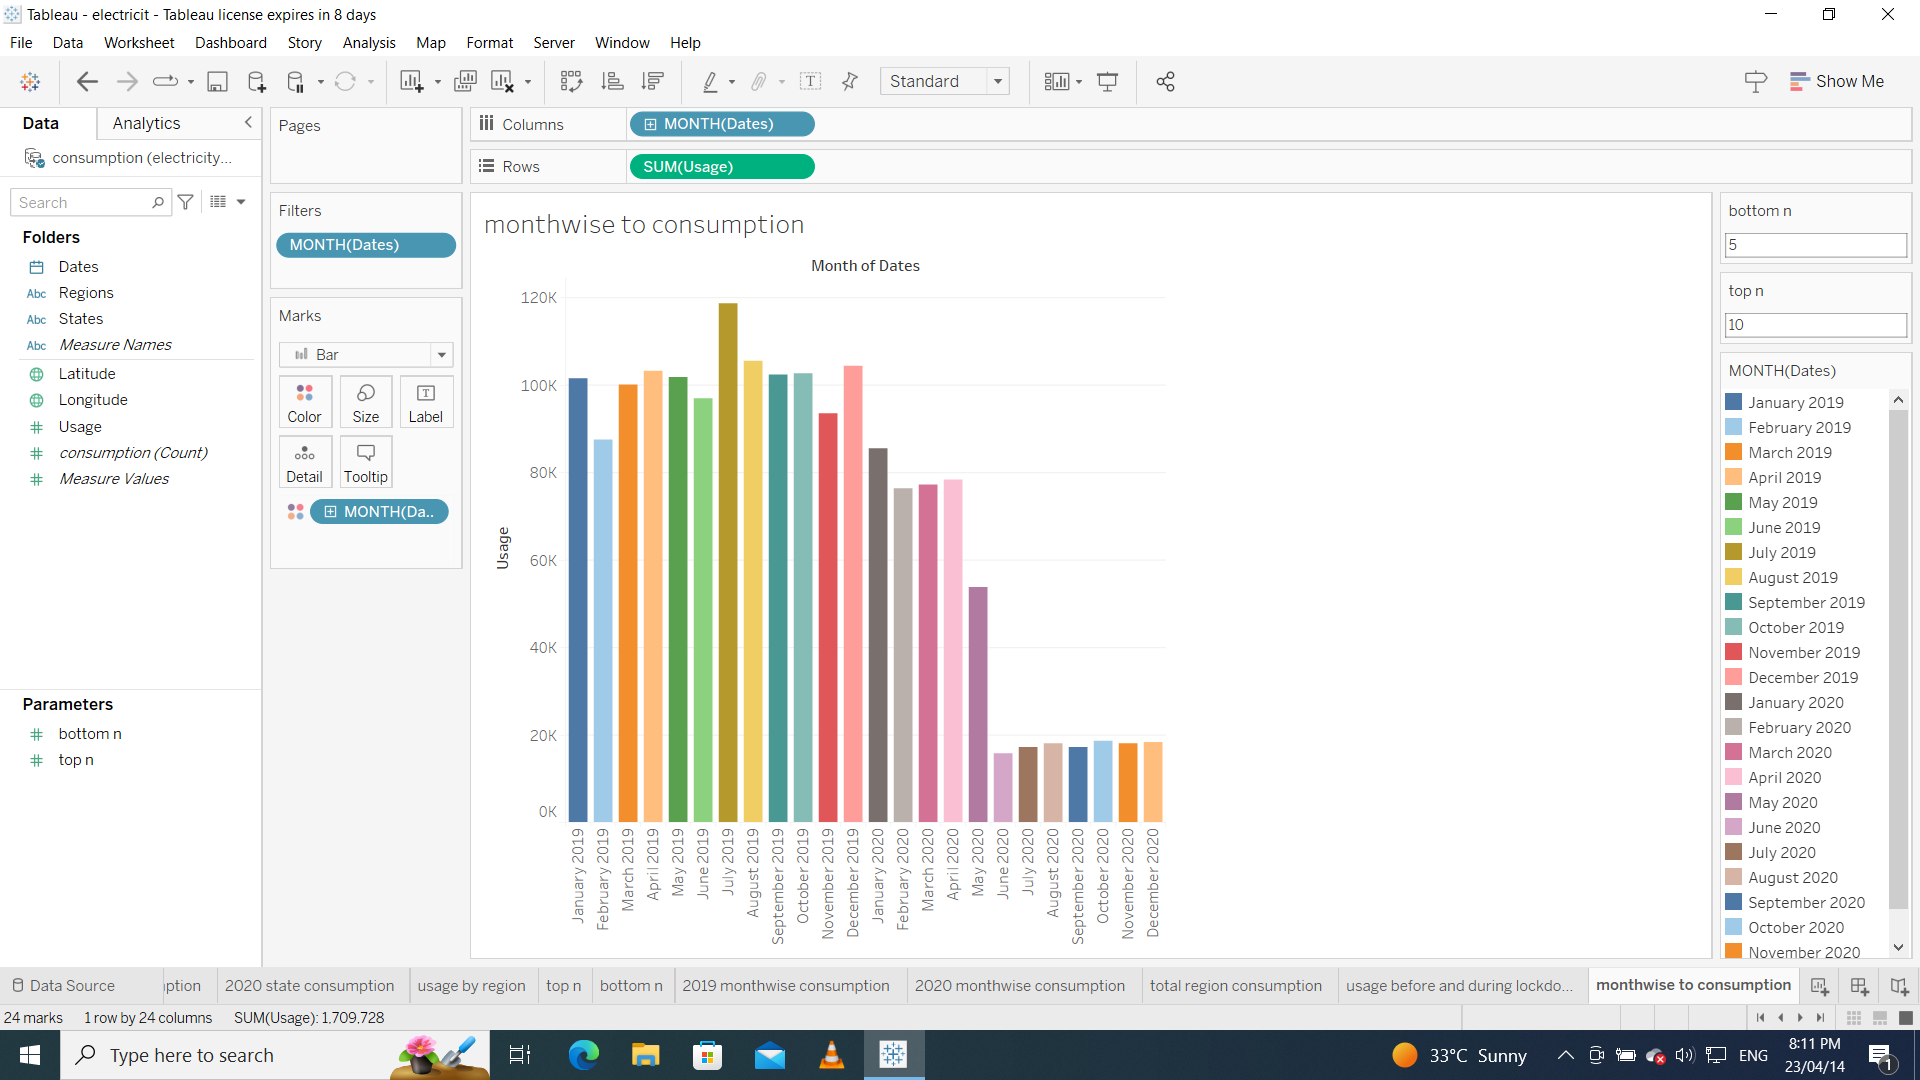 Tableau - electricit - Tableau license expires in 8 days
File Data Worksheet Dashboard Story Analysis Map Format Server Window Help
Standard
Show Me
Data Analytics
consumption (electricity...
Search
Folders
Dates
Abc Regions
Abc States
Abc Measure Names
Latitude
Longitude
# Usage
# consumption (Count)
# Measure Values
Parameters
# bottom n
# top n
Pages
Filters
MONTH(Dates)
Marks
Bar
Color Size Label
Detail Tooltip
MONTH(Da..
Columns MONTH(Dates)
Rows SUM(Usage)
monthwise to consumption
Month of Dates
Usage
120K
100K
80K
60K
40K
20K
0K
January 2019
February 2019
March 2019
April 2019
May 2019
June 2019
July 2019
August 2019
September 2019
October 2019
November 2019
December 2019
January 2020
February 2020
March 2020
April 2020
May 2020
June 2020
July 2020
August 2020
September 2020
October 2020
November 2020
December 2020
bottom n
5
top n
10
MONTH(Dates)
January 2019
February 2019
March 2019
April 2019
May 2019
June 2019
July 2019
August 2019
September 2019
October 2019
November 2019
December 2019
January 2020
February 2020
March 2020
April 2020
May 2020
June 2020
July 2020
August 2020
September 2020
October 2020
November 2020
Data Source ıption 2020 state consumption usage by region top n bottom n 2019 monthwise consumption 2020 monthwise consumption total region consumption usage before and during lockdo... monthwise to consumption
24 marks 1 row by 24 columns SUM(Usage): 1,709,728
Type here to search
33°C Sunny
ENG
8:11 PM
23/04/14
1